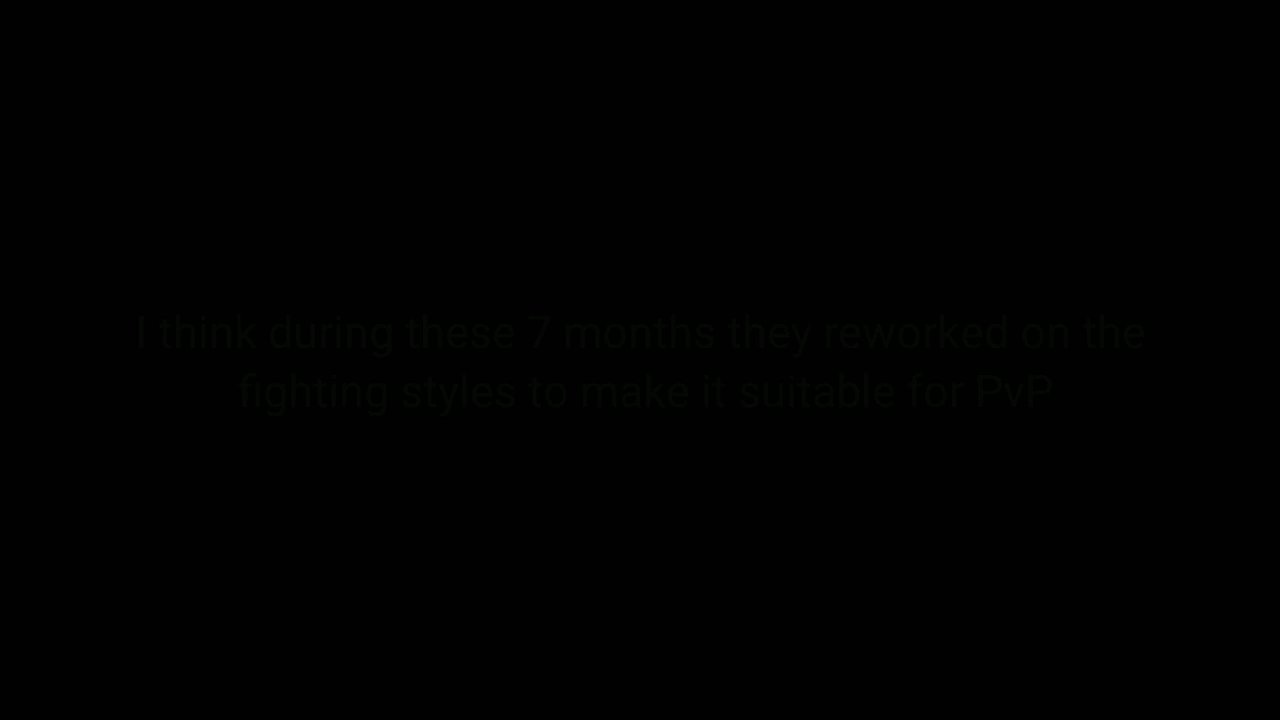 I think during these 7 months they reworked on the
fighting styles to make it suitable for PvP